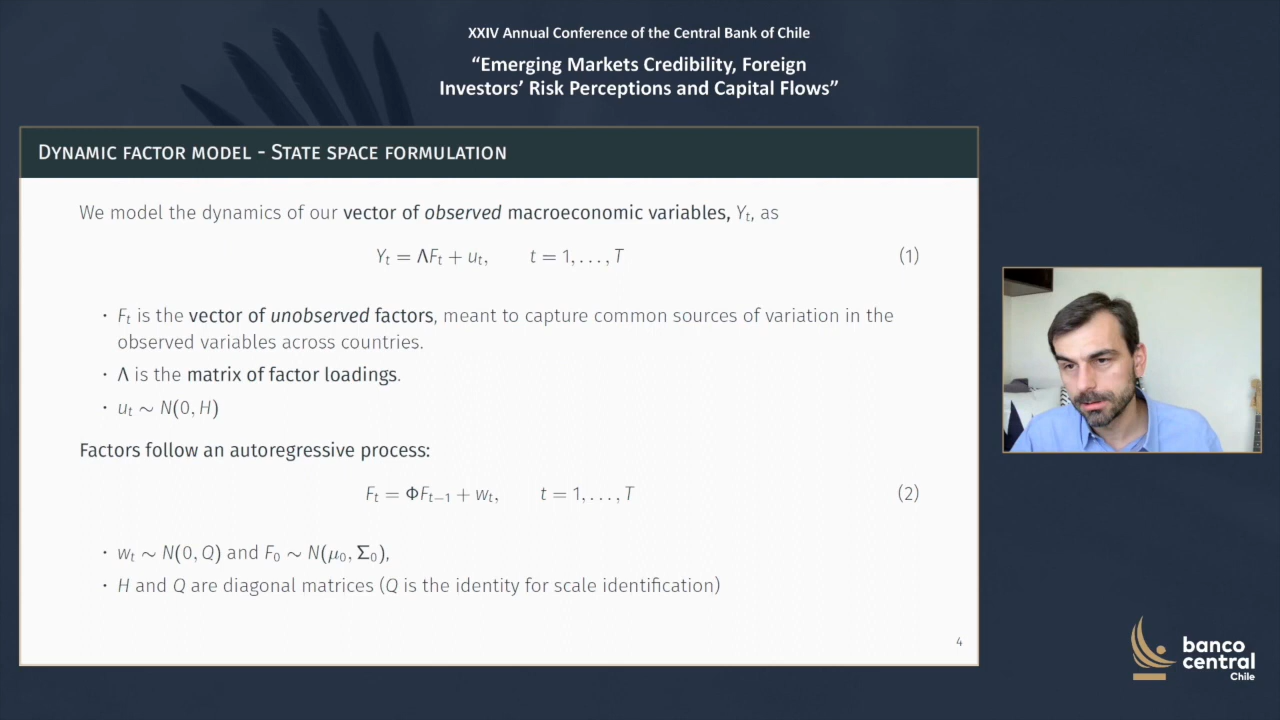 XXIV Annual Conference of the Central Bank of Chile
“Emerging Markets Credibility, Foreign
Investors’ Risk Perceptions and Capital Flows”
Dynamic factor model - State space formulation
We model the dynamics of our vector of observed macroeconomic variables, Yₜ, as
Yₜ = ΛFₜ + uₜ, t = 1, . . . , T (1)
· Fₜ is the vector of unobserved factors, meant to capture common sources of variation in the
observed variables across countries.
· Λ is the matrix of factor loadings.
· uₜ ∼ N(0, H)
Factors follow an autoregressive process:
Fₜ = ΦFₜ₋₁ + wₜ, t = 1, . . . , T (2)
· wₜ ∼ N(0, Q) and F₀ ∼ N(μ₀, Σ₀),
· H and Q are diagonal matrices (Q is the identity for scale identification)
4
banco
central
Chile